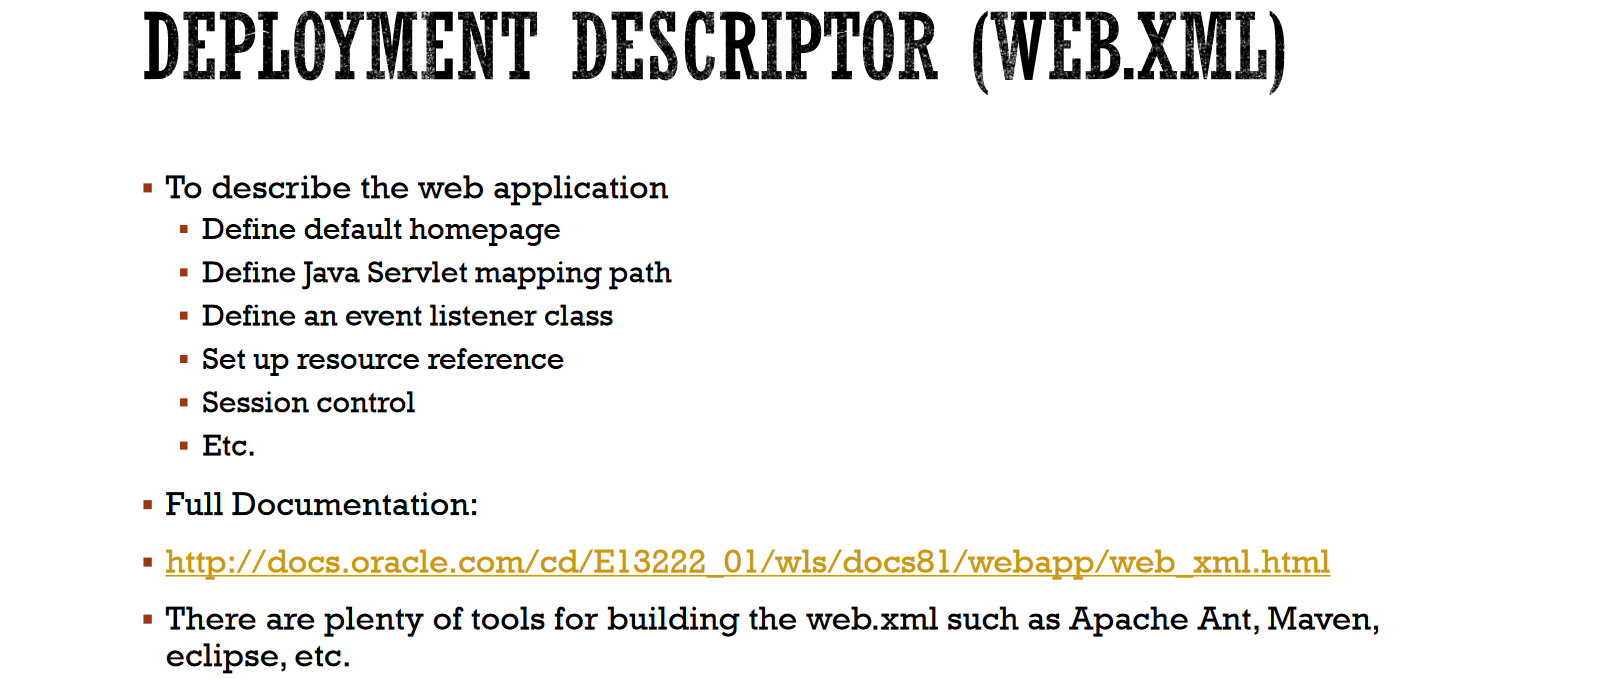 DEPLOYMENT DESCRIPTOR (WEB.XML)
▪ To describe the web application
▪ Define default homepage
▪ Define Java Servlet mapping path
▪ Define an event listener class
▪ Set up resource reference
▪ Session control
▪ Etc.
▪ Full Documentation:
▪ http://docs.oracle.com/cd/E13222_01/wls/docs81/webapp/web_xml.html
▪ There are plenty of tools for building the web.xml such as Apache Ant, Maven,
eclipse, etc.